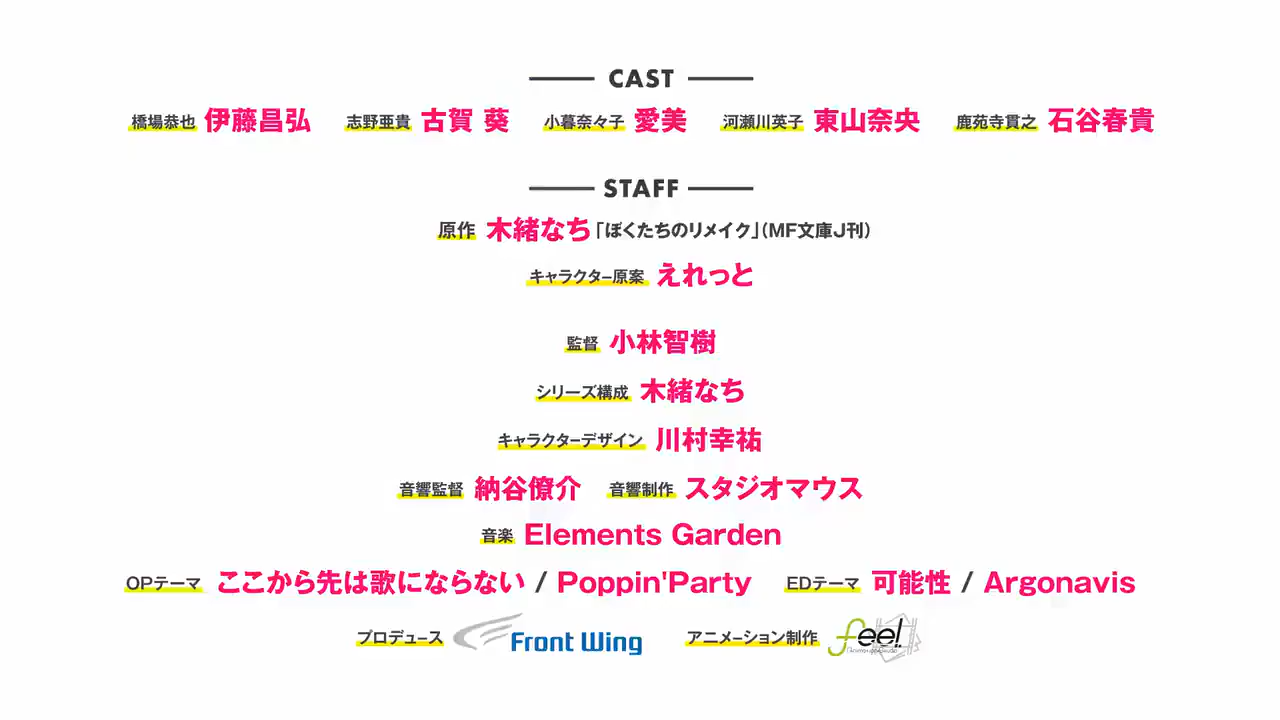 CAST
橋場恭也 伊藤昌弘 志野亜貴 古賀 葵 小暮奈々子 愛美 河瀬川英子 東山奈央 鹿苑寺貫之 石谷春貴
STAFF
原作 木緒なち「ぼくたちのリメイク」(MF文庫J刊)
キャラクター原案 えれっと
監督 小林智樹
シリーズ構成 木緒なち
キャラクターデザイン 川村幸祐
音響監督 納谷僚介 音響制作 スタジオマウス
音楽 Elements Garden
OPテーマ ここから先は歌にならない / Poppin'Party EDテーマ 可能性 / Argonavis
プロデュース Front Wing アニメーション制作 feel.